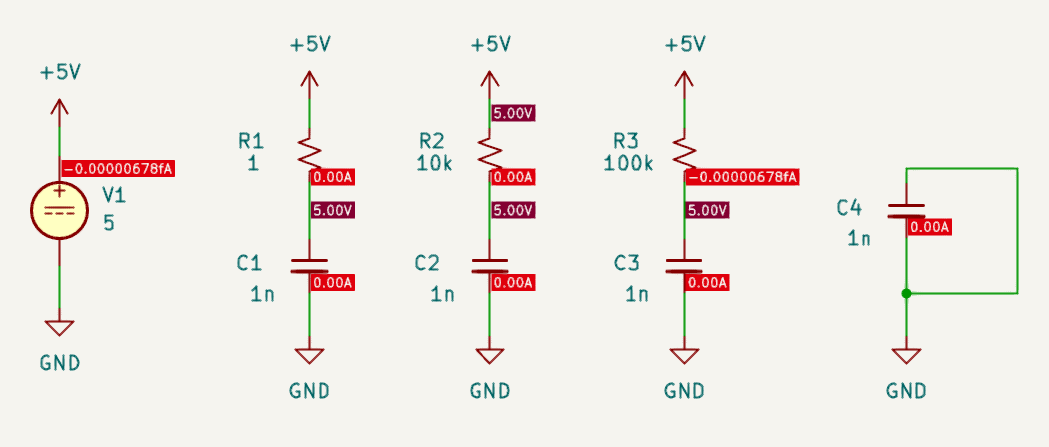 +5V
-0.00000678fA
V1
5
GND
+5V
R1
1
0.00A
5.00V
C1
1n
0.00A
GND
+5V
5.00V
R2
10k
0.00A
5.00V
C2
1n
0.00A
GND
+5V
R3
100k
-0.00000678fA
5.00V
C3
1n
0.00A
GND
C4
1n
0.00A
GND